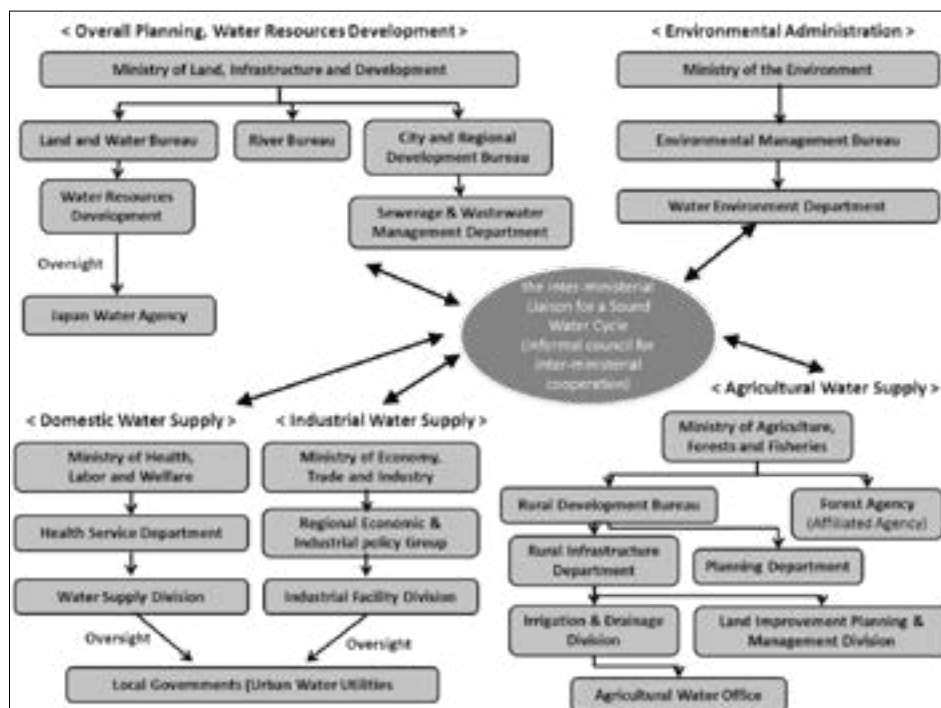 < Overall Planning, Water Resources Development >
Ministry of Land, Infrastructure and Development
Land and Water Bureau
River Bureau
City and Regional
Development Bureau
Water Resources
Development
Sewerage & Wastewater
Management Department
Oversight
Japan Water Agency
< Environmental Administration >
Ministry of the Environment
Environmental Management Bureau
Water Environment Department
the inter-ministerial
Liaison for a Sound
Water Cycle
(informal council for
inter-ministerial
cooperation)
< Domestic Water Supply >
Ministry of Health,
Labor and Welfare
Health Service Department
Water Supply Division
Oversight
< Industrial Water Supply >
Ministry of Economy,
Trade and Industry
Regional Economic &
Industrial policy Group
Industrial Facility Division
Oversight
Local Governments (Urban Water Utilities
< Agricultural Water Supply >
Ministry of Agriculture,
Forests and Fisheries
Rural Development Bureau
Forest Agency
(Affiliated Agency)
Rural Infrastructure
Department
Planning Department
Irrigation & Drainage
Division
Land Improvement Planning &
Management Division
Agricultural Water Office